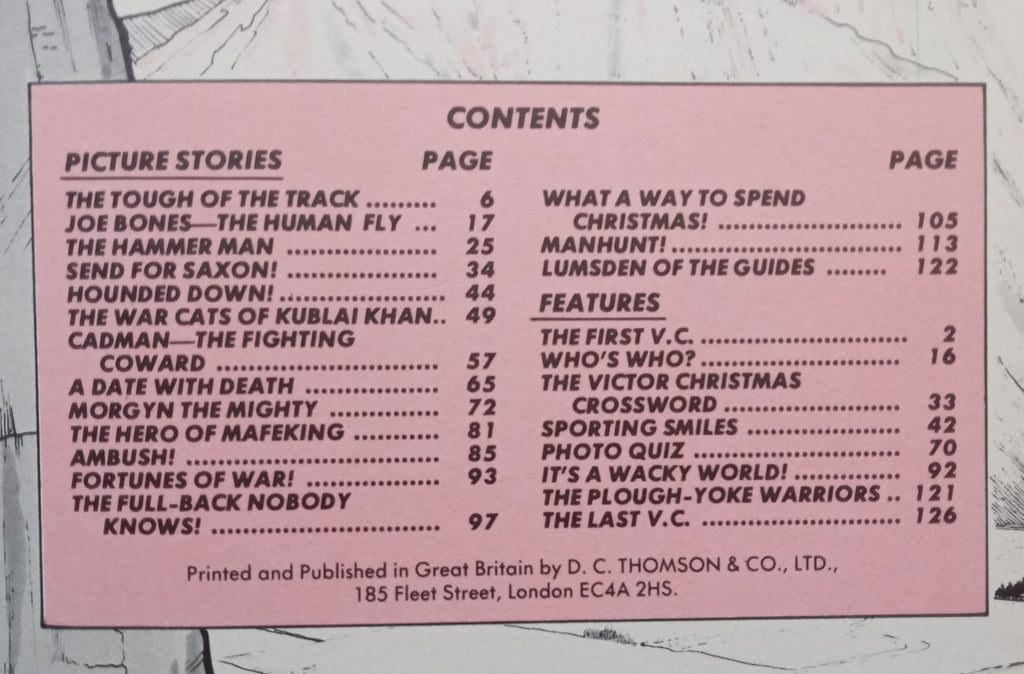 CONTENTS
PICTURE STORIES PAGE
THE TOUGH OF THE TRACK ......... 6
JOE BONES—THE HUMAN FLY ... 17
THE HAMMER MAN .................. 25
SEND FOR SAXON! .................. 34
HOUNDED DOWN! .................... 44
THE WAR CATS OF KUBLAI KHAN.. 49
CADMAN—THE FIGHTING
COWARD ........................... 57
A DATE WITH DEATH ................ 65
MORGYN THE MIGHTY ............. 72
THE HERO OF MAFEKING ........... 81
AMBUSH! .............................. 85
FORTUNES OF WAR! ................ 93
THE FULL-BACK NOBODY
KNOWS! ............................ 97
PAGE
WHAT A WAY TO SPEND
CHRISTMAS! ....................... 105
MANHUNT! ............................ 113
LUMSDEN OF THE GUIDES ........ 122
FEATURES
THE FIRST V.C. ......................... 2
WHO'S WHO? ........................ 16
THE VICTOR CHRISTMAS
CROSSWORD ...................... 33
SPORTING SMILES ................... 42
PHOTO QUIZ .......................... 70
IT'S A WACKY WORLD! ............. 92
THE PLOUGH-YOKE WARRIORS .. 121
THE LAST V.C. ......................... 126
Printed and Published in Great Britain by D. C. THOMSON & CO., LTD.,
185 Fleet Street, London EC4A 2HS.